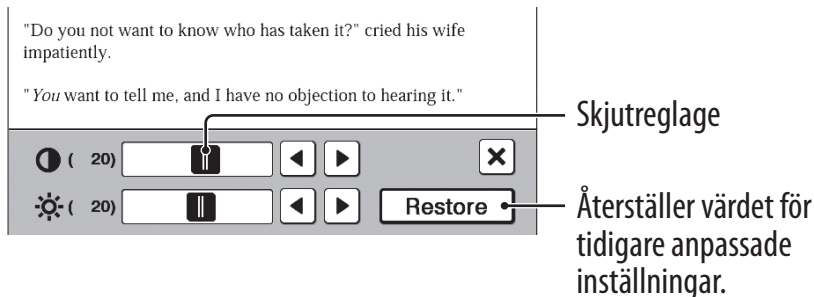 "Do you not want to know who has taken it?" cried his wife
impatiently.
"You want to tell me, and I have no objection to hearing it."
Skjutreglage
( 20)
( 20)
Restore
Återställer värdet för
tidigare anpassade
inställningar.